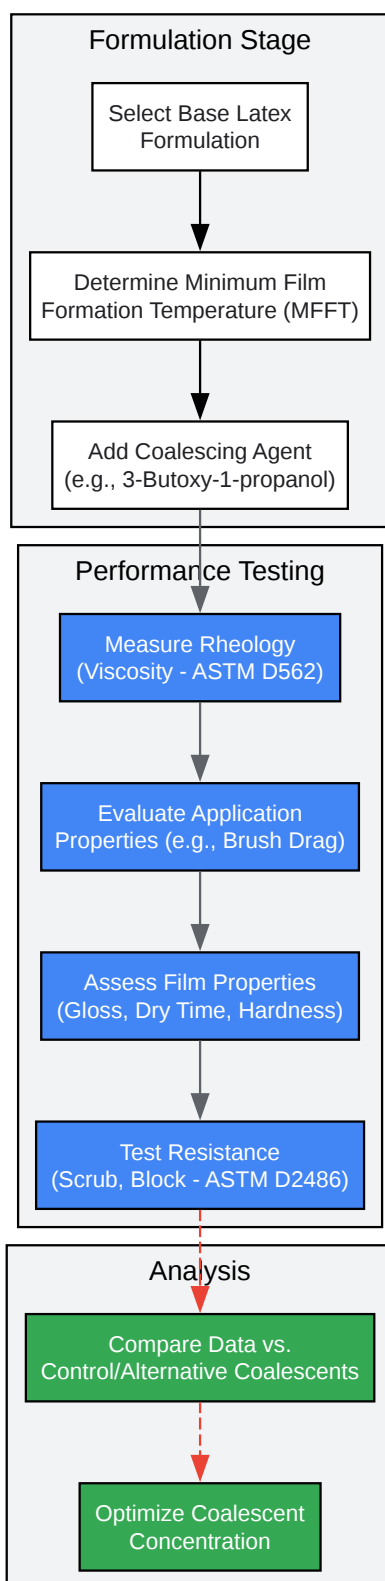 Formulation Stage
Select Base Latex
Formulation
Determine Minimum Film
Formation Temperature (MFFT)
Add Coalescing Agent
(e.g., 3-Butoxy-1-propanol)
Performance Testing
Measure Rheology
(Viscosity - ASTM D562)
Evaluate Application
Properties (e.g., Brush Drag)
Assess Film Properties
(Gloss, Dry Time, Hardness)
Test Resistance
(Scrub, Block - ASTM D2486)
Analysis
Compare Data vs.
Control/Alternative Coalescents
Optimize Coalescent
Concentration